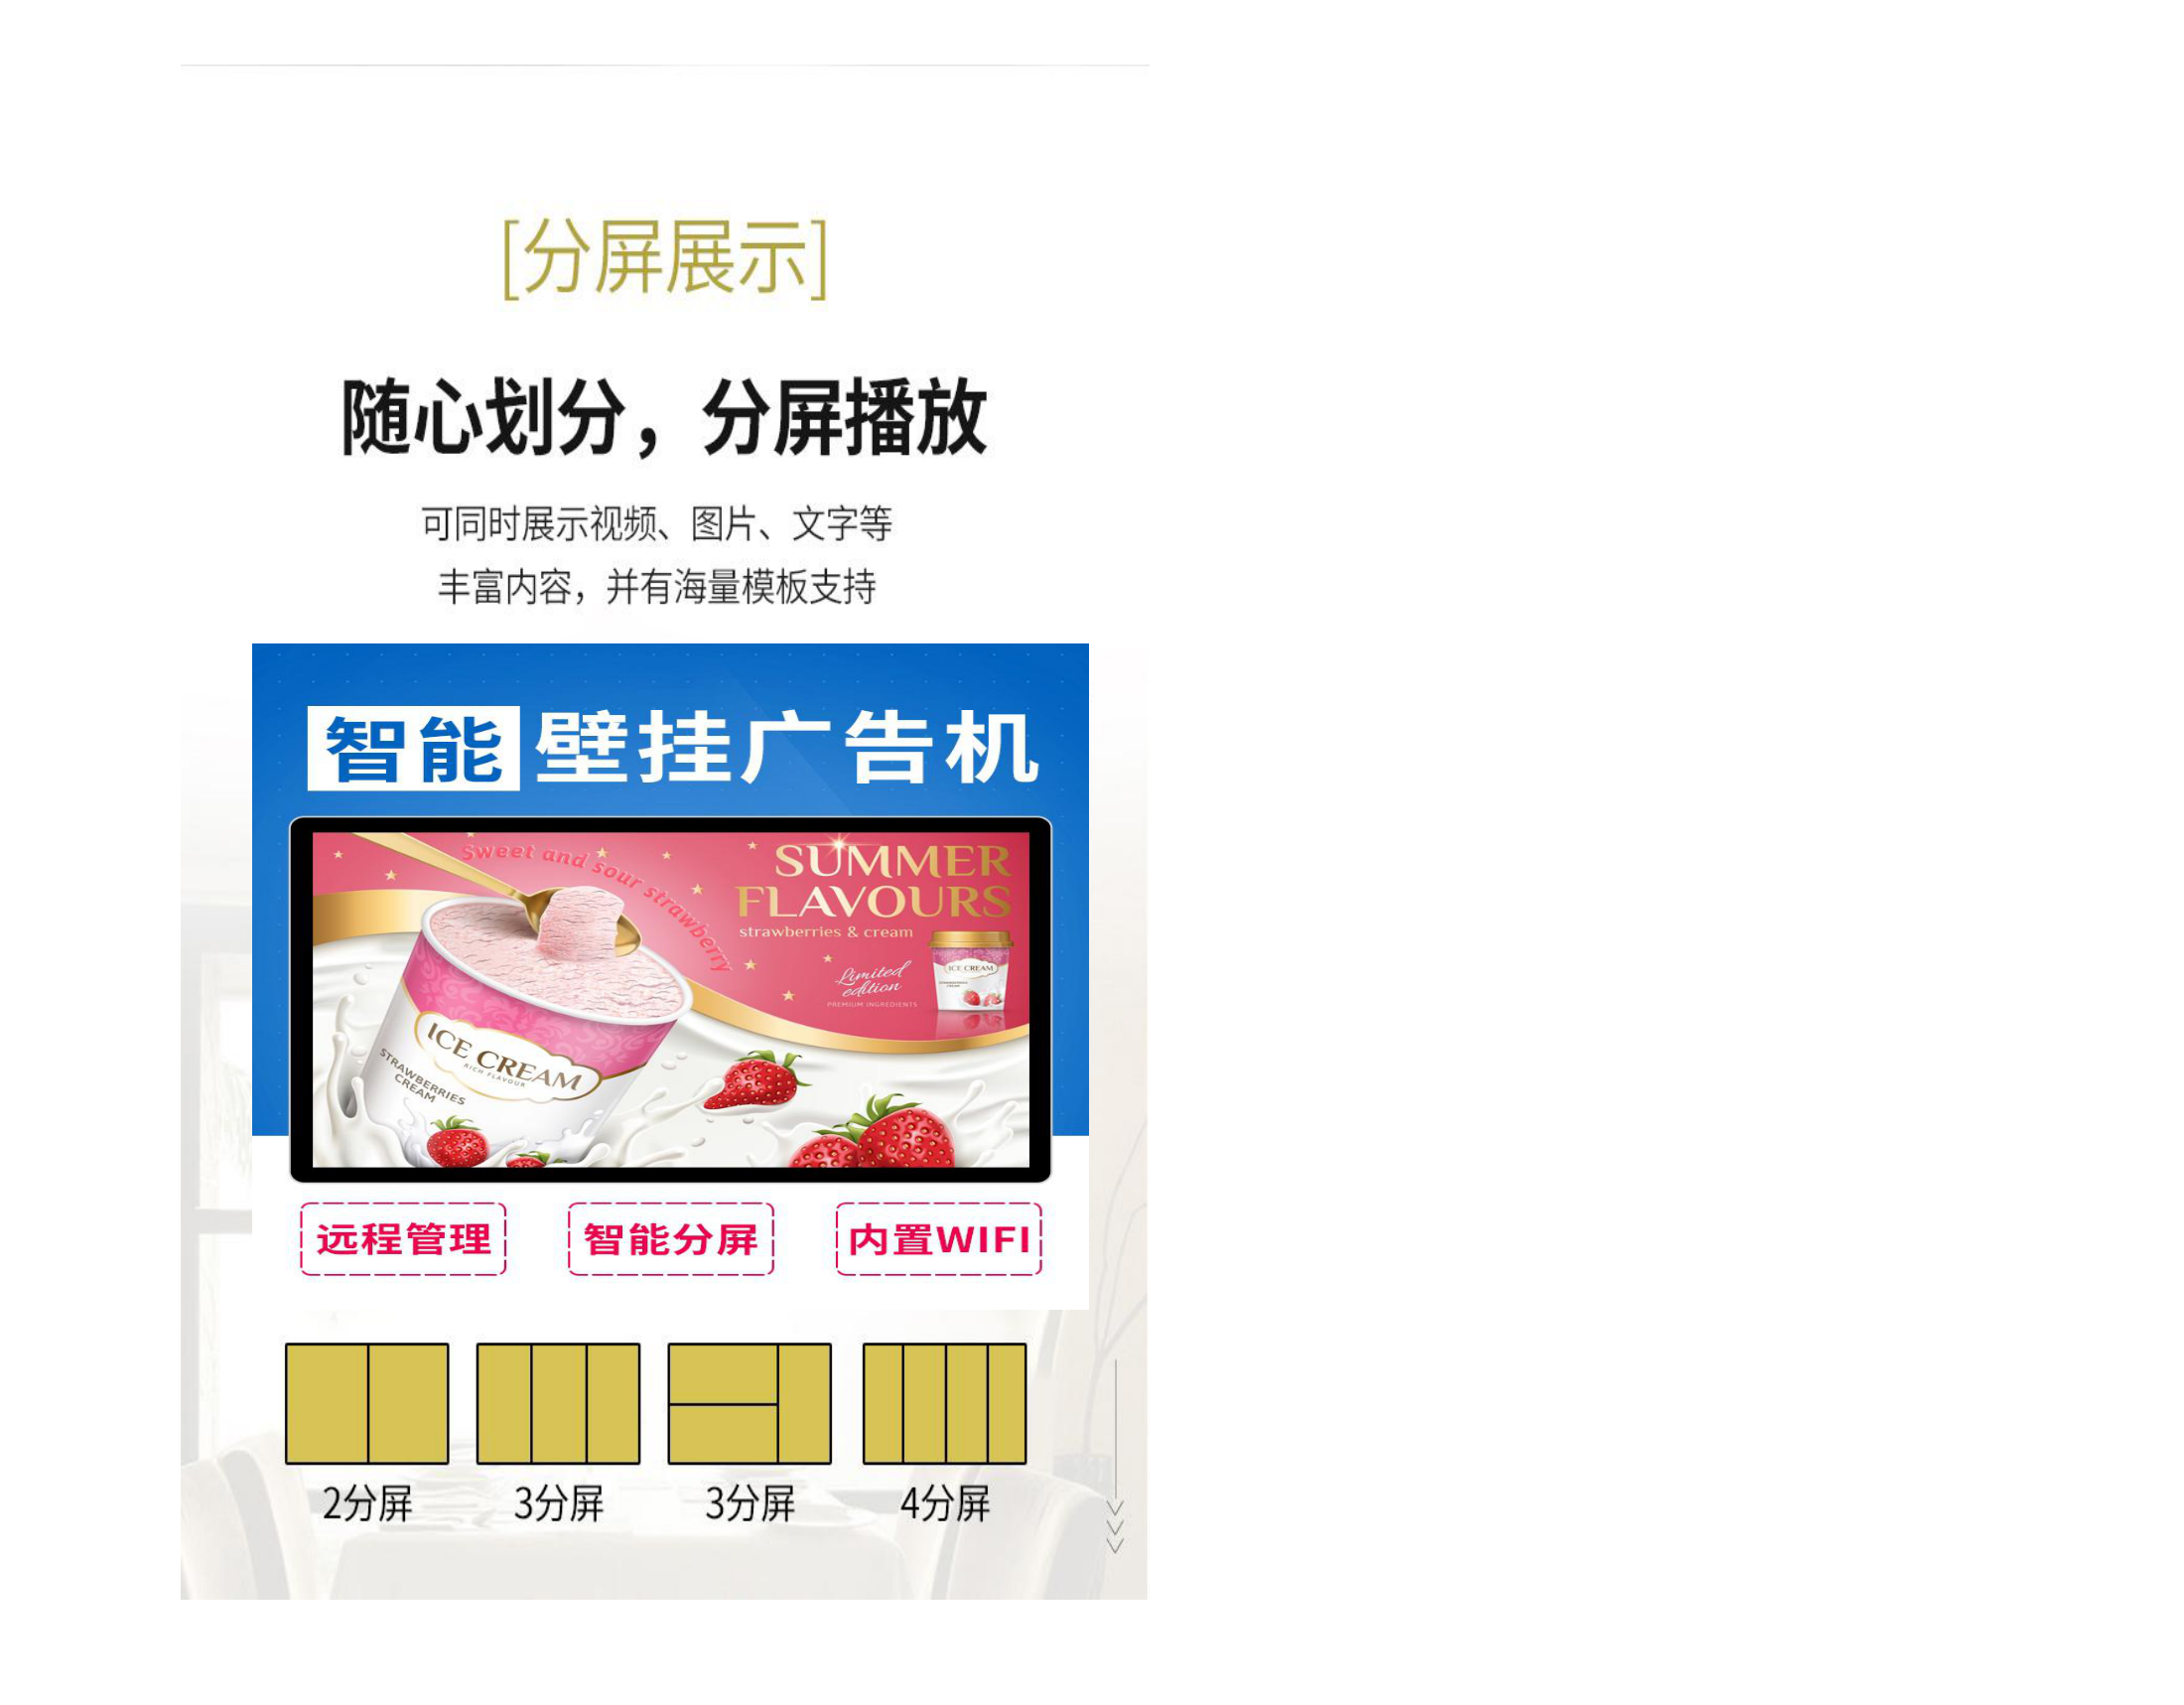 [分屏展示]
随心划分，分屏播放
可同时展示视频、图片、文字等
丰富内容，并有海量模板支持
智能壁挂广告机
Sweet and sour strawberry
SUMMER
FLAVOURS
strawberries & cream
Limited
edition
PREMIUM INGREDIENTS
ICE CREAM
ICE CREAM
RICH FLAVOUR
STRAWBERRIES
CREAM
远程管理
智能分屏
内置WIFI
2分屏
3分屏
3分屏
4分屏